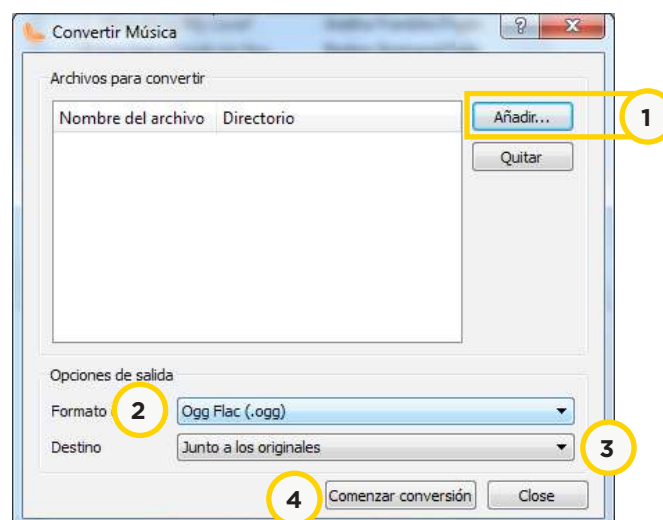 Convertir Música
Archivos para convertir
Nombre del archivo Directorio
Añadir...
1
Quitar
Opciones de salida
Formato 2 Ogg Flac (.ogg)
Destino Junto a los originales
3
4 Comenzar conversión Close